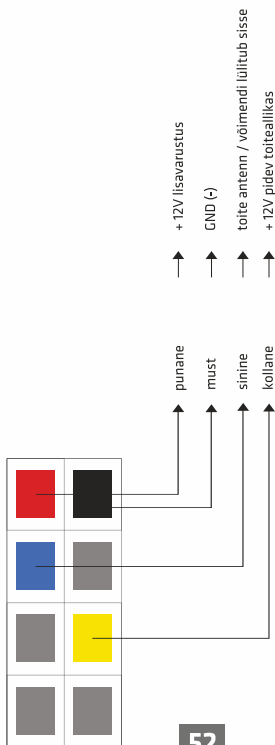 punane → + 12V lisavarustus
must → GND (-)
sinine → toite antenn / võimendi lülitub sisse
kollane → + 12V pidev toiteallikas
52